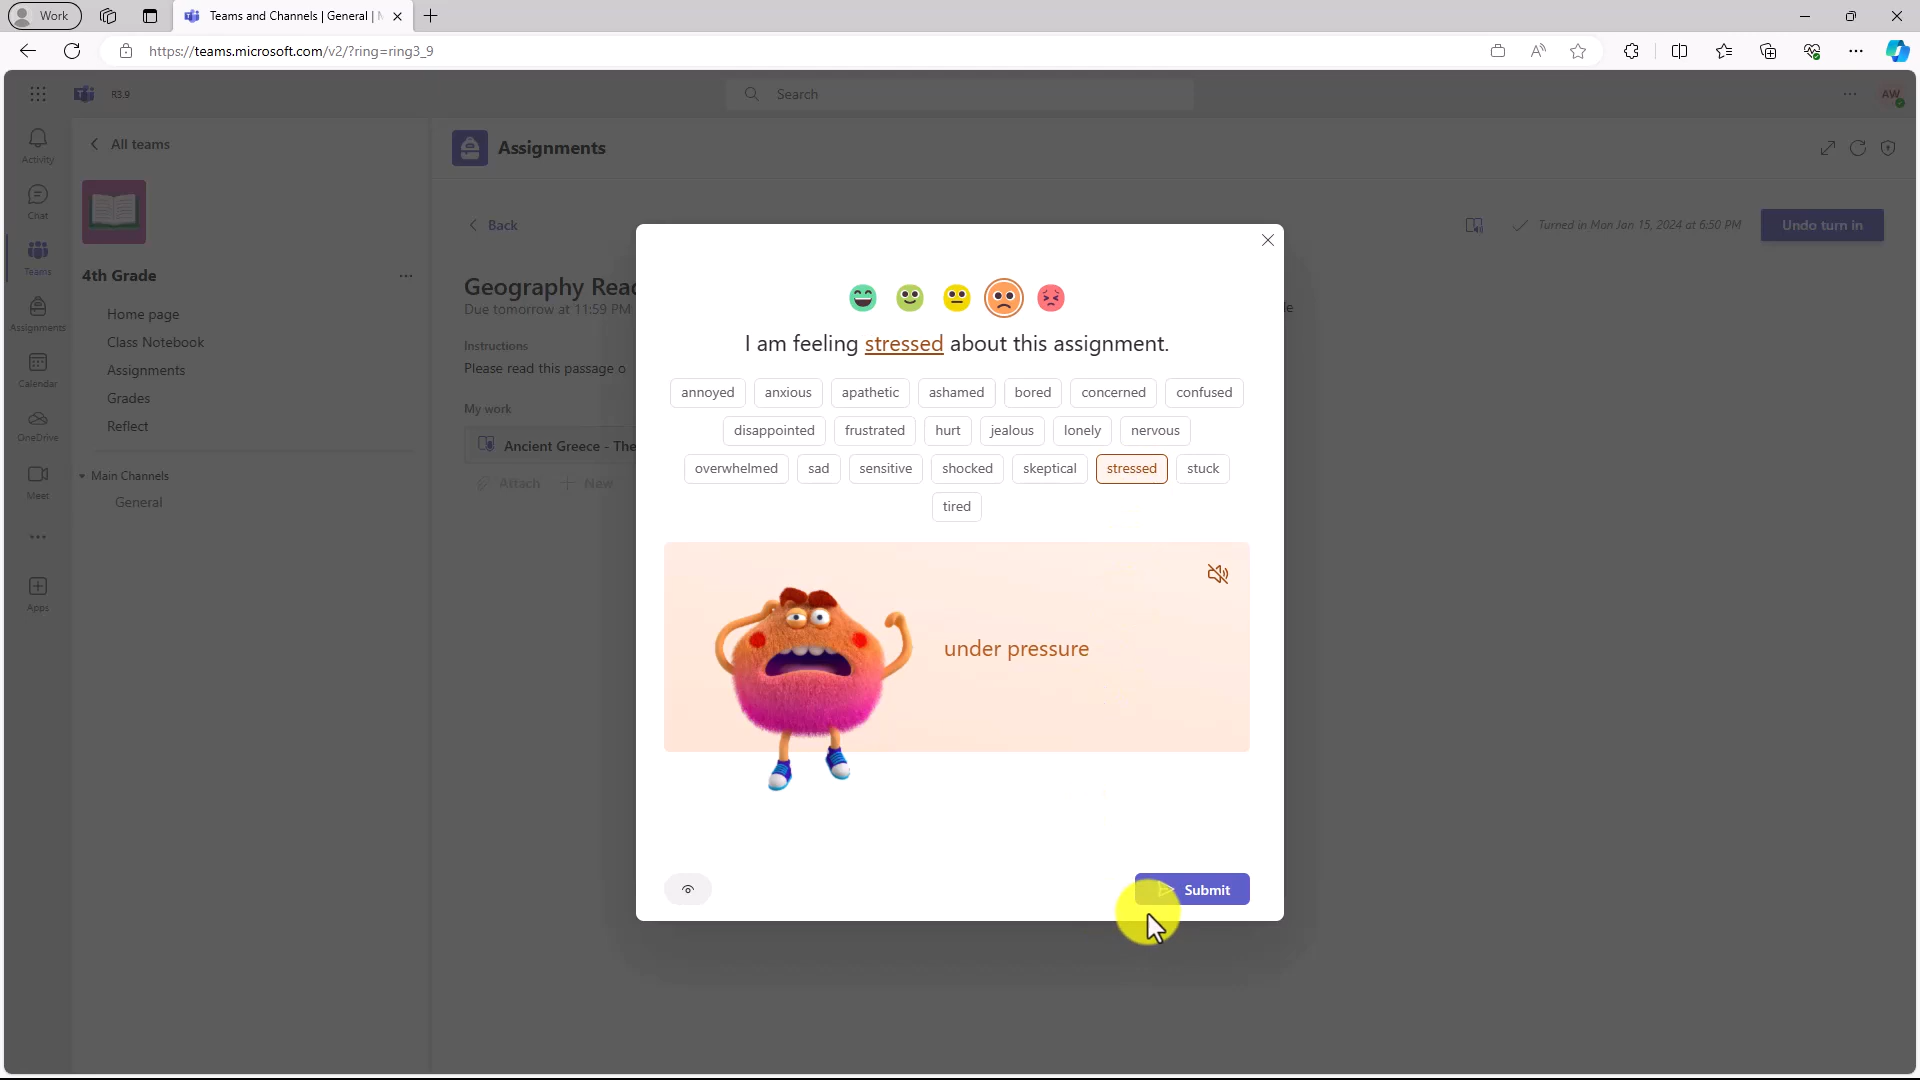 Work
Teams and Channels | General |
https://teams.microsoft.com/v2/?ring=ring3_9
R3.9
Search
AW
Activity
Chat
Teams
Assignments
Calendar
OneDrive
Meet
Apps
All teams
4th Grade
Home page
Class Notebook
Assignments
Grades
Reflect
Main Channels
General
Assignments
Back
Turned in Mon Jan 15, 2024 at 6:50 PM
Undo turn in
Geography Rea
Due tomorrow at 11:59 PM
Instructions
Please read this passage o
My work
Ancient Greece - The
Attach
New
I am feeling stressed about this assignment.
annoyed anxious apathetic ashamed bored concerned confused
disappointed frustrated hurt jealous lonely nervous
overwhelmed sad sensitive shocked skeptical stressed stuck
tired
under pressure
Submit